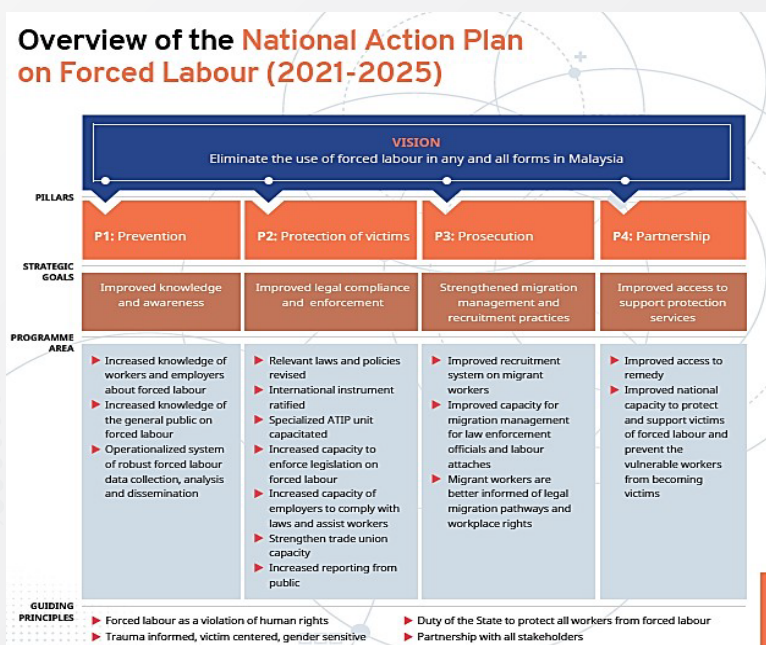 Overview of the National Action Plan
on Forced Labour (2021-2025)
VISION
Eliminate the use of forced labour in any and all forms in Malaysia
PILLARS
P1: Prevention
P2: Protection of victims
P3: Prosecution
P4: Partnership
STRATEGIC
GOALS
Improved knowledge
and awareness
Improved legal compliance
and enforcement
Strengthened migration
management and
recruitment practices
Improved access to
support protection
services
PROGRAMME
AREA
Increased knowledge of
workers and employers
about forced labour
Increased knowledge of
the general public on
forced labour
Operationalized system
of robust forced labour
data collection, analysis
and dissemination
Relevant laws and policies
revised
International instrument
ratified
Specialized ATIP unit
capacitated
Increased capacity to
enforce legislation on
forced labour
Increased capacity of
employers to comply with
laws and assist workers
Strengthen trade union
capacity
Increased reporting from
public
Improved recruitment
system on migrant
workers
Improved capacity for
migration management
for law enforcement
officials and labour
attaches
Migrant workers are
better informed of legal
migration pathways and
workplace rights
Improved access to
remedy
Improved national
capacity to protect
and support victims
of forced labour and
prevent the
vulnerable workers
from becoming
victims
GUIDING
PRINCIPLES
Forced labour as a violation of human rights
Trauma informed, victim centered, gender sensitive
Duty of the State to protect all workers from forced labour
Partnership with all stakeholders